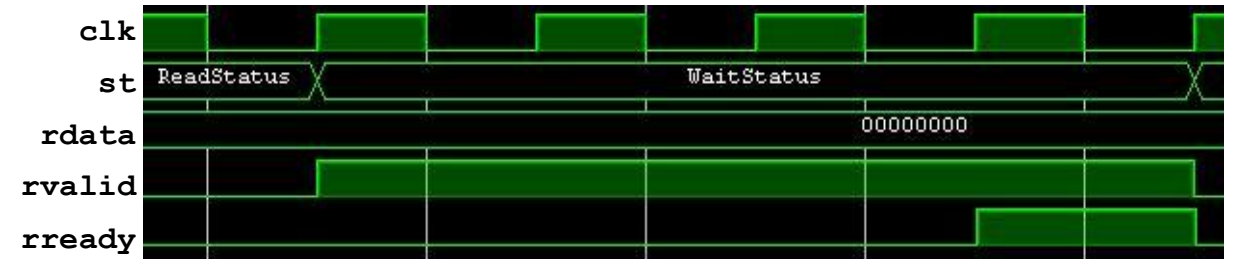 clk
st ReadStatus WaitStatus
rdata 00000000
rvalid
rready